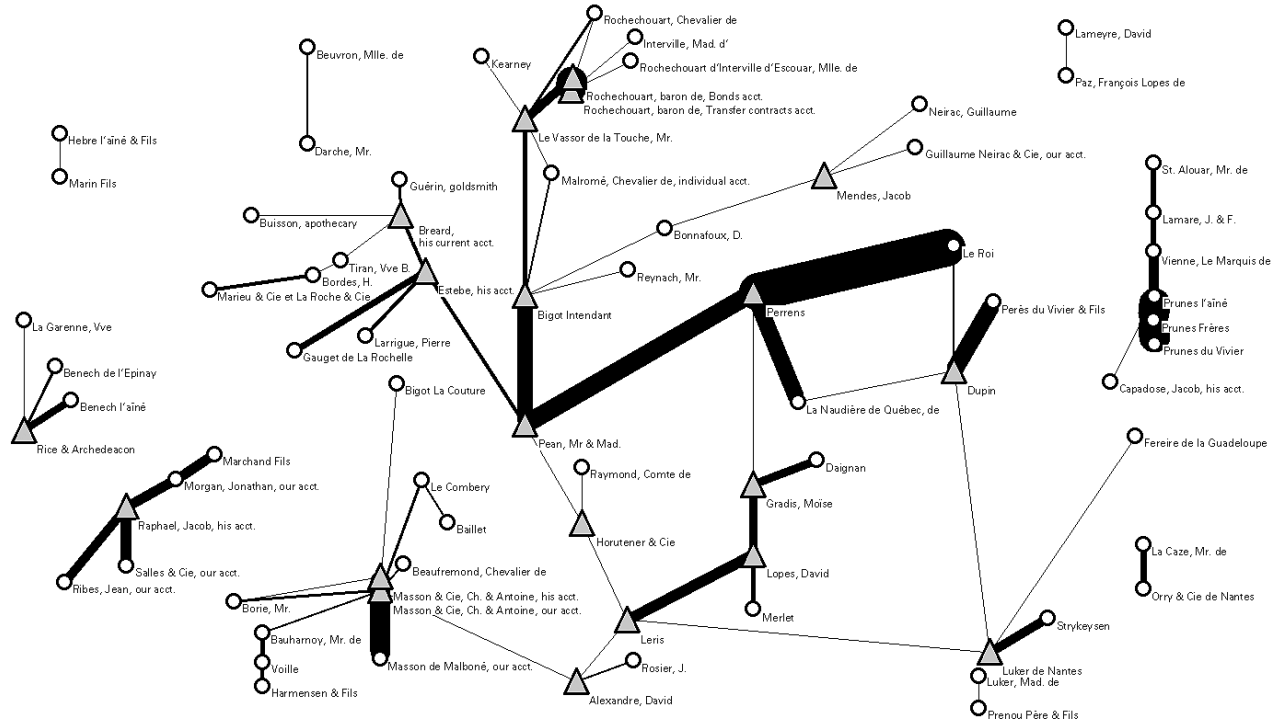 Rochechouart, Chevalier de
Lameyre, David
Interville, Mad. d'
Beuvron, Mlle. de
Kearney
Rochechouart d'Interville d'Escouar, Mlle. de
Paz, François Lopes de
Rochechouart, baron de, Bonds acct.
Rochechouart, baron de, Transfer contracts acct.
Neirac, Guillaume
Hebre l'aîné & Fils
Le Vassor de la Touche, Mr.
Darche, Mr.
Guillaume Neirac & Cie, our acct.
St. Alouar, Mr. de
Marin Fils
Guérin, goldsmith
Malromé, Chevalier de, individual acct.
Mendes, Jacob
Buisson, apothecary
Lamare, J. & F.
Breard,
his current acct.
Bonnafoux, D.
Le Roi
Vienne, Le Marquis de
Tiran, Vve B.
Bordes, H.
Reynach, Mr.
Marieu & Cie et La Roche & Cie
Estebe, his acct.
Prunes l'aîné
Perès du Vivier & Fils
Bigot Intendant
Perrens
La Garenne, Vve
Prunes Frères
Larrigue, Pierre
Prunes du Vivier
Gauget de La Rochelle
Benech de l'Epinay
Bigot La Couture
Dupin
Capadose, Jacob, his acct.
Benech l'aîné
La Naudière de Québec, de
Rice & Archedeacon
Pean, Mr & Mad.
Fereire de la Guadeloupe
Marchand Fils
Raymond, Comte de
Daignan
Morgan, Jonathan, our acct.
Le Combery
Gradis, Moïse
Raphael, Jacob, his acct.
Baillet
Horutener & Cie
La Caze, Mr. de
Salles & Cie, our acct.
Beaufremond, Chevalier de
Lopes, David
Ribes, Jean, our acct.
Masson & Cie, Ch. & Antoine, his acct.
Orry & Cie de Nantes
Borie, Mr.
Masson & Cie, Ch. & Antoine, our acct.
Merlet
Strykeysen
Bauharnoy, Mr. de
Leris
Voille
Masson de Malboné, our acct.
Rosier, J.
Luker de Nantes
Luker, Mad. de
Harmensen & Fils
Alexandre, David
Prenou Père & Fils